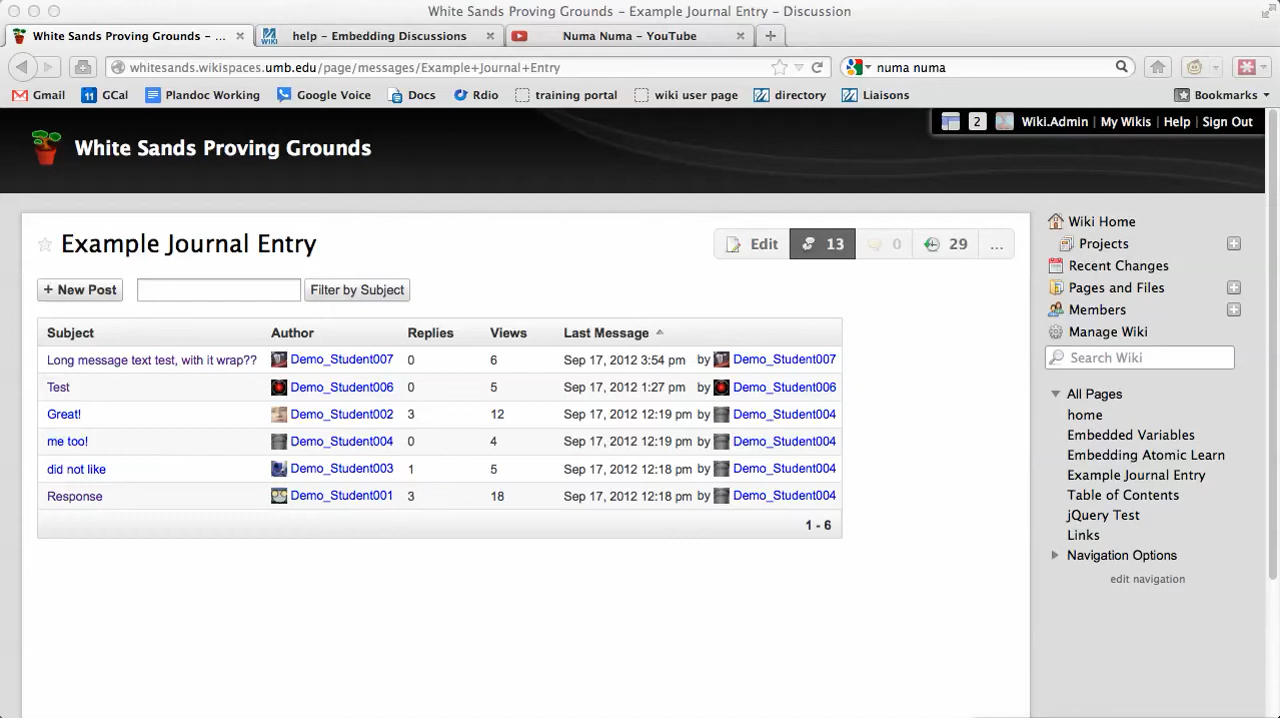 White Sands Proving Grounds - Example Journal Entry - Discussion
White Sands Proving Grounds - ... help - Embedding Discussions Numa Numa - YouTube
whitesands.wikispaces.umb.edu/page/messages/Example+Journal+Entry numa numa
Gmail GCal Plandoc Working Google Voice Docs Rdio training portal wiki user page directory Liaisons Bookmarks
2 Wiki.Admin | My Wikis | Help | Sign Out
White Sands Proving Grounds
Example Journal Entry
Edit 13 0 29 ...
+ New Post Filter by Subject
Subject Author Replies Views Last Message
Long message text test, with it wrap?? Demo_Student007 0 6 Sep 17, 2012 3:54 pm by Demo_Student007
Test Demo_Student006 0 5 Sep 17, 2012 1:27 pm by Demo_Student006
Great! Demo_Student002 3 12 Sep 17, 2012 12:19 pm by Demo_Student004
me too! Demo_Student004 0 4 Sep 17, 2012 12:19 pm by Demo_Student004
did not like Demo_Student003 1 5 Sep 17, 2012 12:18 pm by Demo_Student004
Response Demo_Student001 3 18 Sep 17, 2012 12:18 pm by Demo_Student004
1 - 6
Wiki Home
Projects
Recent Changes
Pages and Files
Members
Manage Wiki
Search Wiki
All Pages
home
Embedded Variables
Embedding Atomic Learn
Example Journal Entry
Table of Contents
jQuery Test
Links
Navigation Options
edit navigation